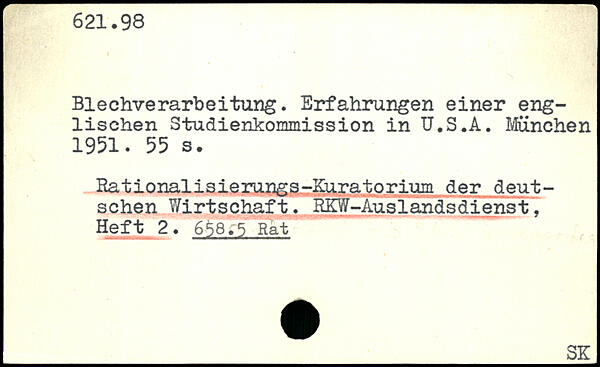 621.98
Blechverarbeitung. Erfahrungen einer eng-
lischen Studienkommission in U.S.A. München
1951. 55 s.
Rationalisierungs-Kuratorium der deut-
schen Wirtschaft. RKW-Auslandsdienst,
Heft 2. 658.5 Rat
SK